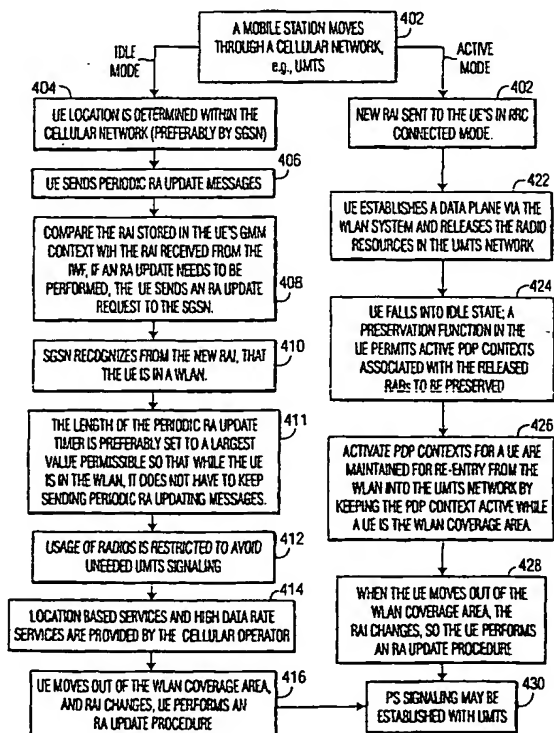 402
A MOBILE STATION MOVES
THROUGH A CELLULAR NETWORK,
e.g., UMTS
IDLE
MODE
ACTIVE
MODE
404
UE LOCATION IS DETERMINED WITHIN THE
CELLULAR NETWORK (PREFERABLY BY SGSN)
406
UE SENDS PERIODIC RA UPDATE MESSAGES
COMPARE THE RAI STORED IN THE UE'S GMM
CONTEXT WIH THE RAI RECEIVED FROM THE
IWF, IF AN RA UPDATE NEEDS TO BE
PERFORMED, THE UE SENDS AN RA UPDATE
REQUEST TO THE SGSN.
408
410
SGSN RECOGNIZES FROM THE NEW RAI, THAT
THE UE IS IN A WLAN.
411
THE LENGTH OF THE PERIODIC RA UPDATE
TIMER IS PREFERABLY SET TO A LARGEST
VALUE PERMISSIBLE SO THAT WHILE THE UE
IS IN THE WLAN, IT DOES NOT HAVE TO KEEP
SENDING PERIODIC RA UPDATING MESSAGES.
412
USAGE OF RADIOS IS RESTRICTED TO AVOID
UNEEDED UMTS SIGNALING
414
LOCATION BASED SERVICES AND HIGH DATA RATE
SERVICES ARE PROVIDED BY THE CELLULAR OPERATOR
416
UE MOVES OUT OF THE WLAN COVERAGE AREA,
AND RAI CHANGES, UE PERFORMS AN
RA UPDATE PROCEDURE
402
NEW RAI SENT TO THE UE'S IN RRC
CONNECTED MODE.
422
UE ESTABLISHES A DATA PLANE VIA THE
WLAN SYSTEM AND RELEASES THE RADIO
RESOURCES IN THE UMTS NETWORK
424
UE FALLS INTO IDLE STATE; A
PRESERVATION FUNCTION IN THE
UE PERMITS ACTIVE PDP CONTEXTS
ASSOCIATED WITH THE RELEASED
RABs TO BE PRESERVED
426
ACTIVATE PDP CONTEXTS FOR A UE ARE
MAINTAINED FOR RE-ENTRY FROM THE
WLAN INTO THE UMTS NETWORK BY
KEEPING THE PDP CONTEXT ACTIVE WHILE
A UE IS THE WLAN COVERAGE AREA.
428
WHEN THE UE MOVES OUT OF THE
WLAN COVERAGE AREA, THE
RAI CHANGES, SO THE UE PERFORMS
AN RA UPDATE PROCEDURE
430
PS SIGNALING MAY BE
ESTABLISHED WITH UMTS